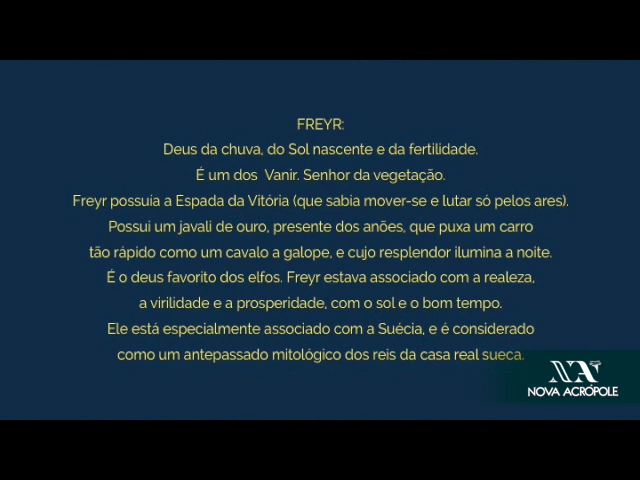 FREYR:
Deus da chuva, do Sol nascente e da fertilidade.
É um dos Vanir. Senhor da vegetação.
Freyr possuía a Espada da Vitória (que sabia mover-se e lutar só pelos ares).
Possui um javali de ouro, presente dos anões, que puxa um carro
tão rápido como um cavalo a galope, e cujo resplendor ilumina a noite.
É o deus favorito dos elfos. Freyr estava associado com a realeza,
a virilidade e a prosperidade, com o sol e o bom tempo.
Ele está especialmente associado com a Suécia, e é considerado
como um antepassado mitológico dos reis da casa real sueca.
NA
NOVA ACRÓPOLE